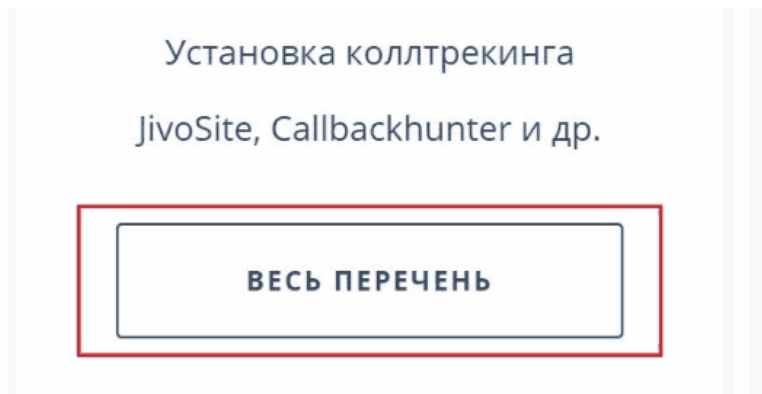 Установка коллтрекинга
JivoSite, Callbackhunter и др.
ВЕСЬ ПЕРЕЧЕНЬ